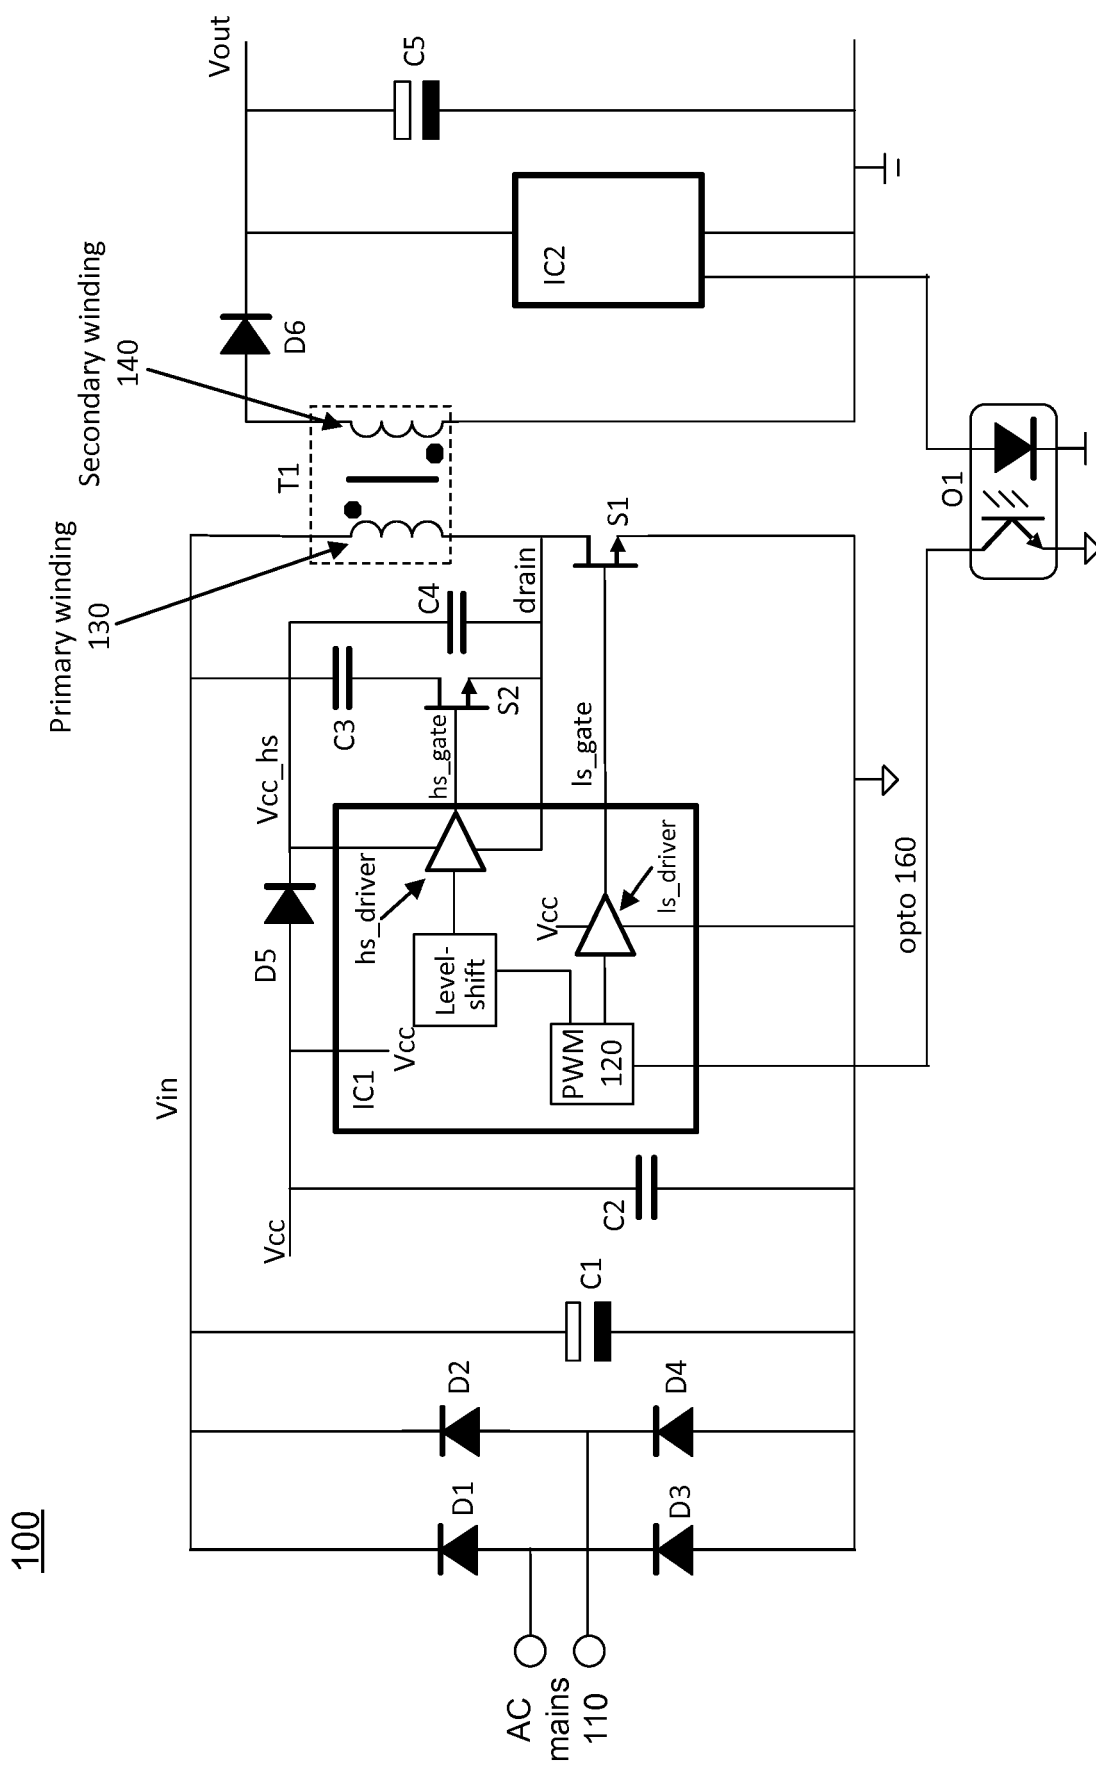 100
AC
mains
110
D1
D2
D3
D4
C1
Vin
Vcc
C2
D5
Vcc_hs
IC1
Vcc
Level-
shift
PWM
120
hs_driver
Vcc
ls_driver
hs_gate
ls_gate
C3
C4
S2
drain
S1
Primary winding
130
T1
Secondary winding
140
D6
IC2
Vout
C5
opto 160
O1